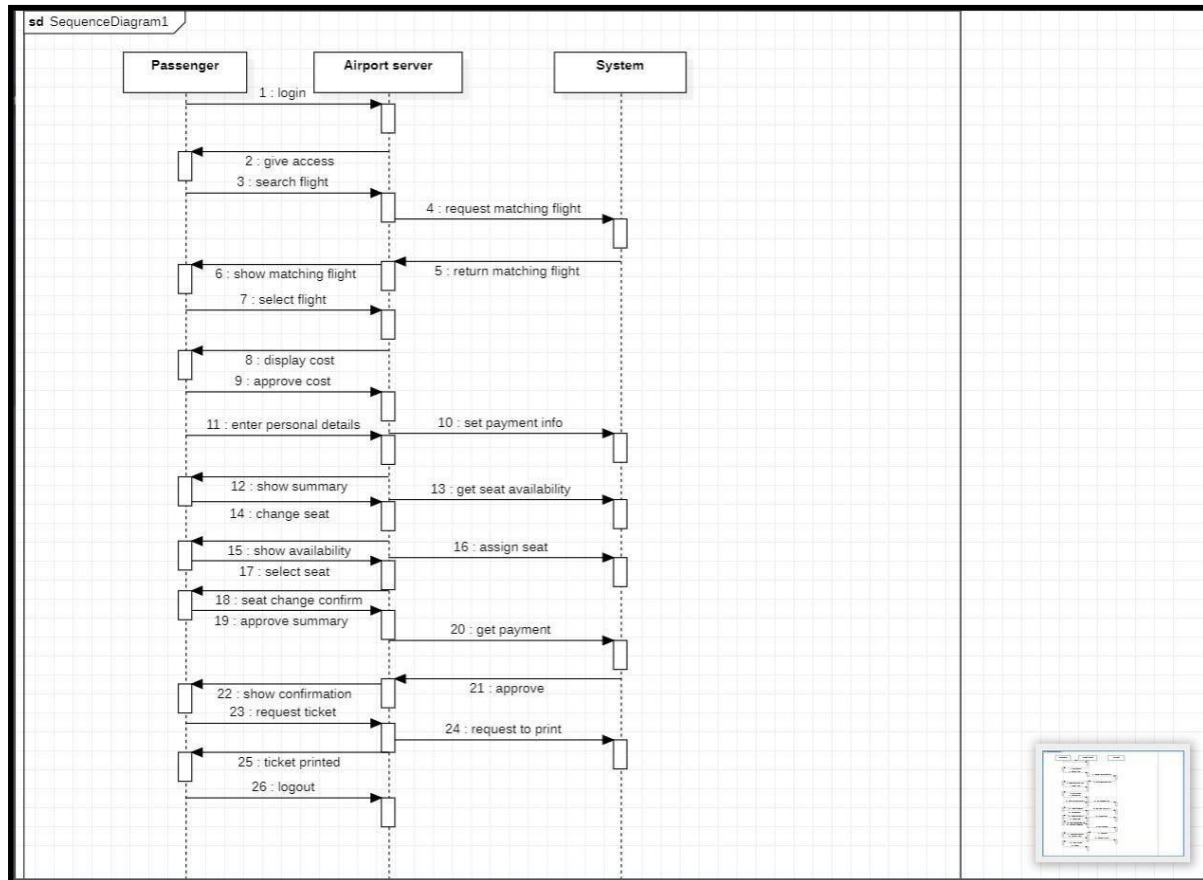 sd SequenceDiagram1
Passenger
Airport server
System
1 : login
2 : give access
3 : search flight
4 : request matching flight
5 : return matching flight
6 : show matching flight
7 : select flight
8 : display cost
9 : approve cost
10 : set payment info
11 : enter personal details
12 : show summary
13 : get seat availability
14 : change seat
15 : show availability
16 : assign seat
17 : select seat
18 : seat change confirm
19 : approve summary
20 : get payment
21 : approve
22 : show confirmation
23 : request ticket
24 : request to print
25 : ticket printed
26 : logout